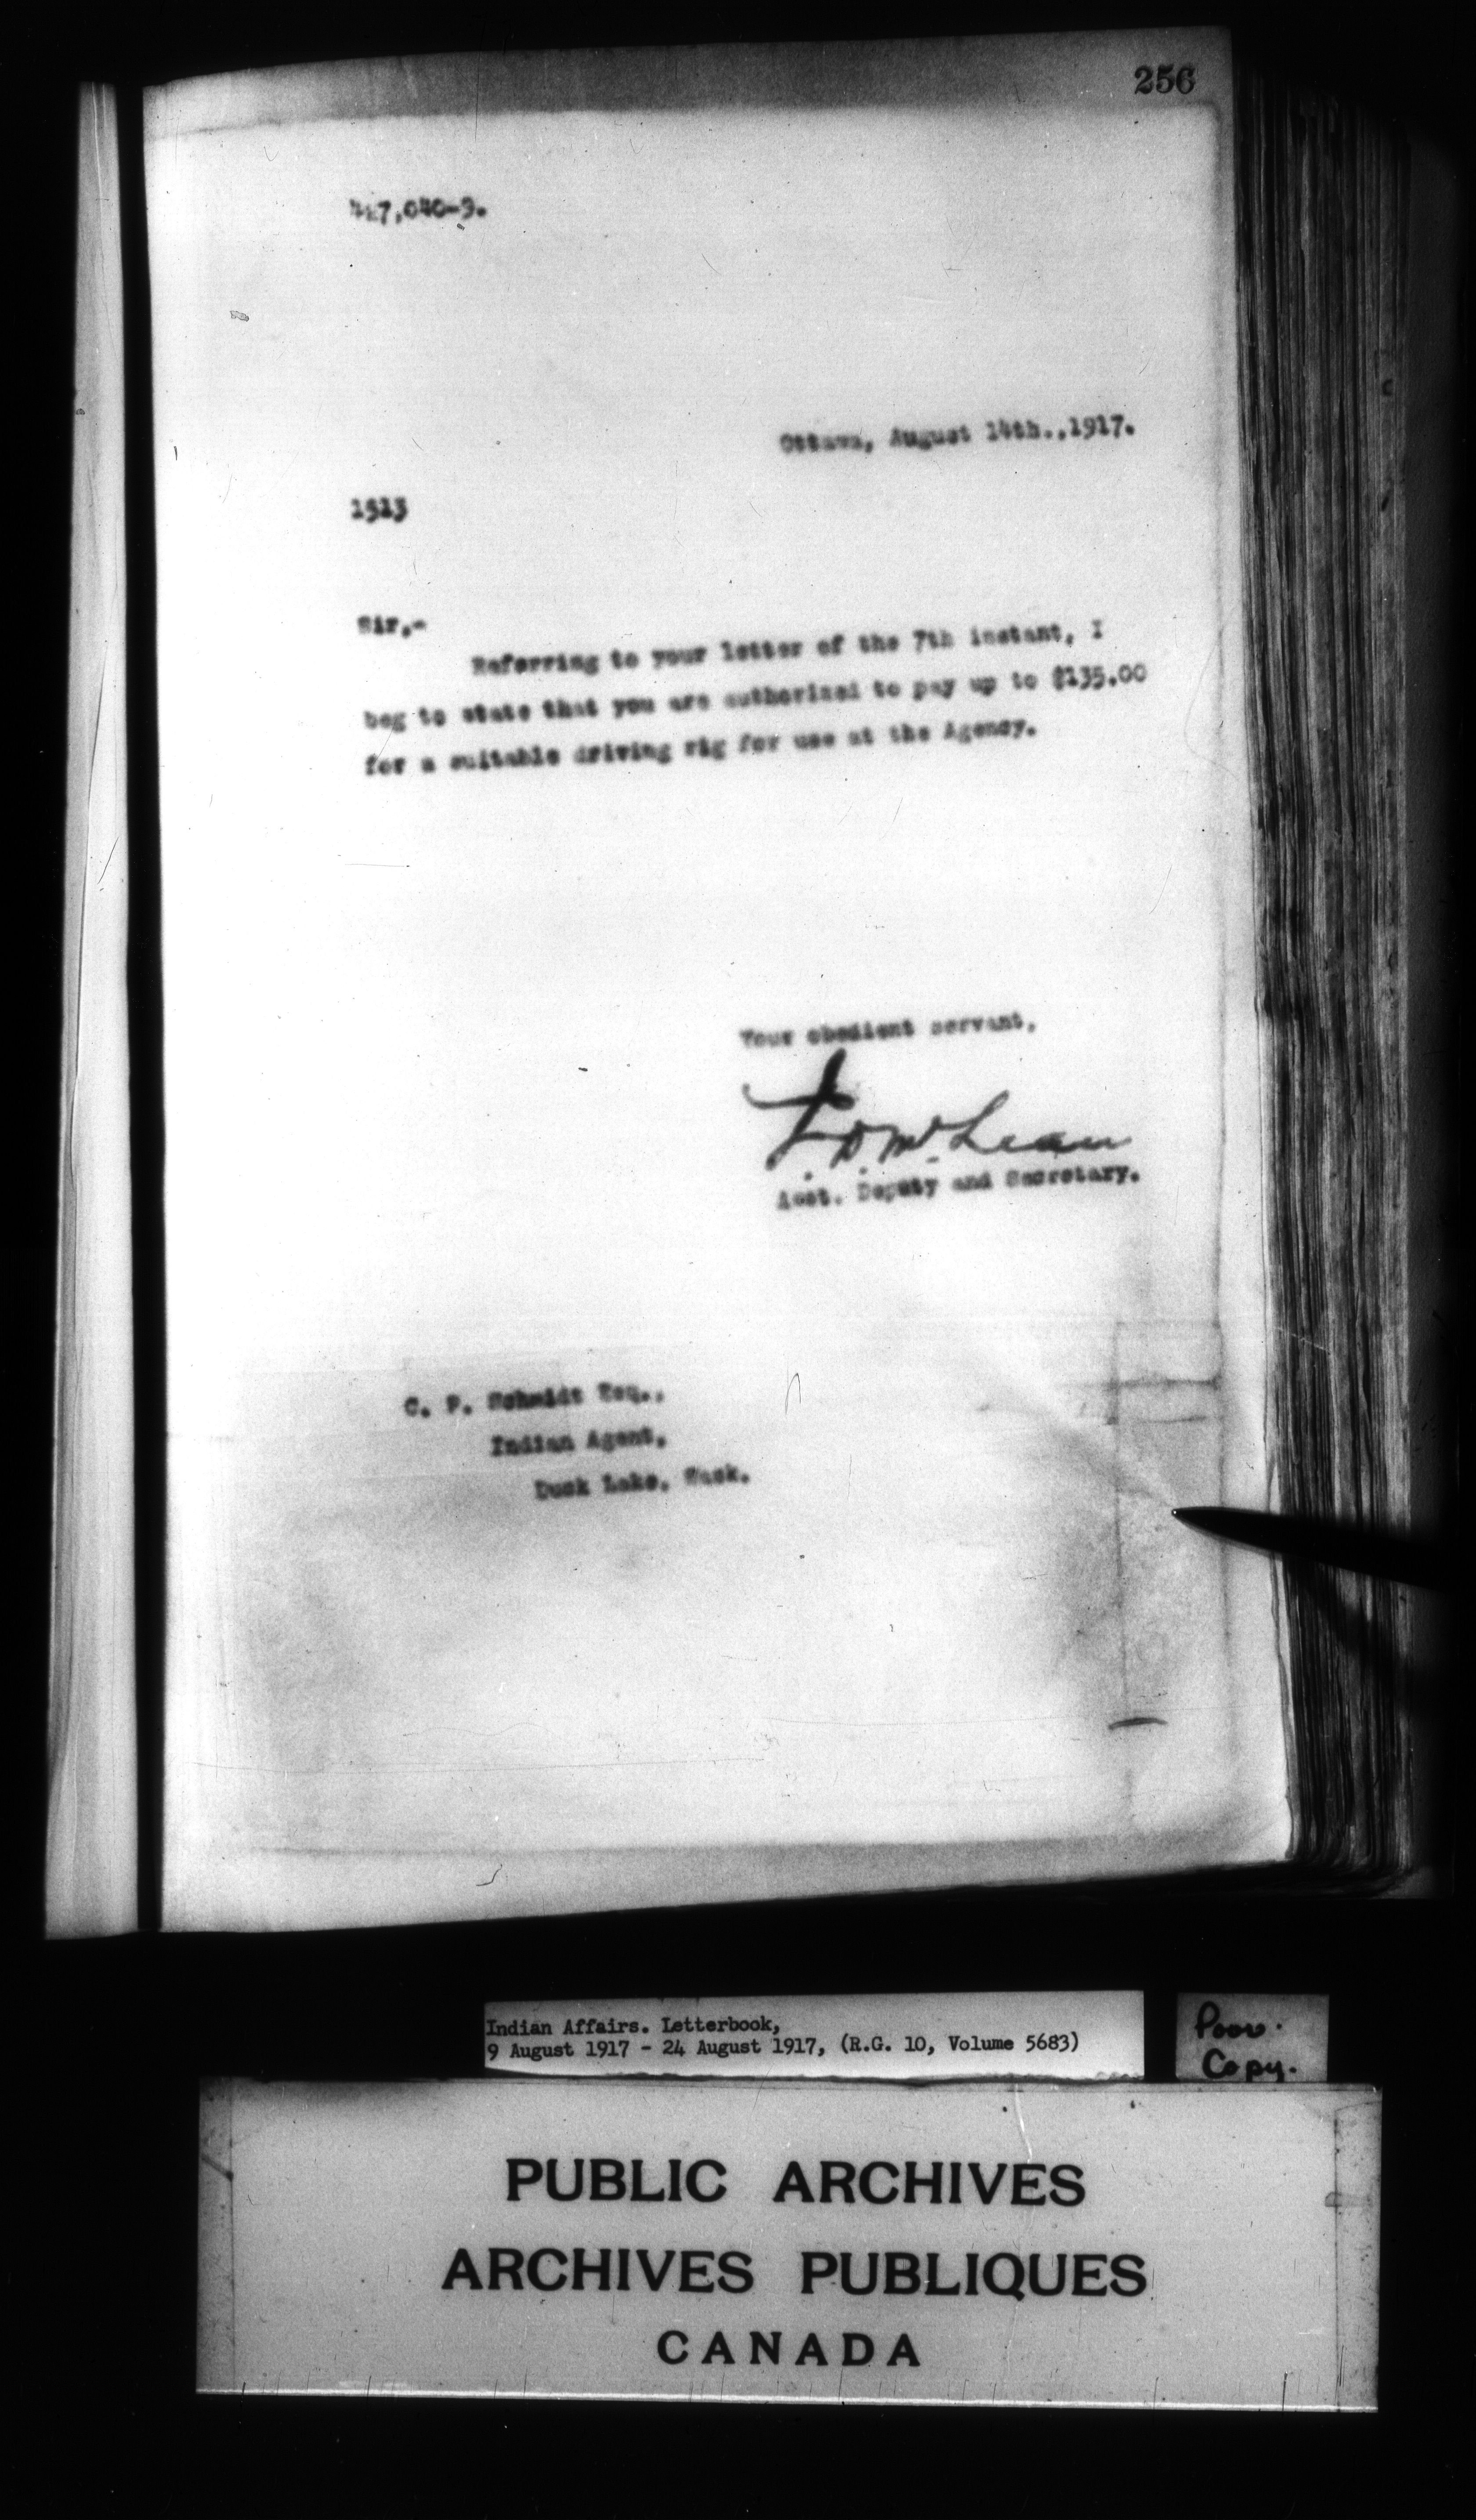 256
427,040-9.
Ottawa, August 14th.,1917.
1513
Sir,-
Referring to your letter of the 7th instant, I
beg to state that you are authorized to pay up to $135.00
for a suitable driving rig for use at the Agency.
Your obedient servant,
J. D. McLean
Asst. Deputy and Secretary.
C. P. Schmidt Esq.,
Indian Agent,
Duck Lake, Sask.
Indian Affairs. Letterbook,
9 August 1917 - 24 August 1917, (R.G. 10, Volume 5683)
Poor.
Copy.
PUBLIC ARCHIVES
ARCHIVES PUBLIQUES
CANADA